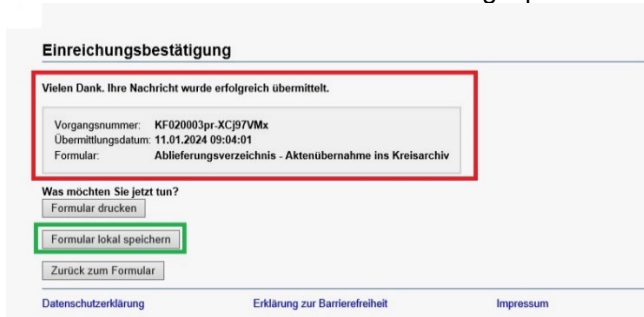 Einreichungsbestätigung
Vielen Dank. Ihre Nachricht wurde erfolgreich übermittelt.
Vorgangsnummer: KF020003pr-XCj97VMx
Übermittlungsdatum: 11.01.2024 09:04:01
Formular: Ablieferungsverzeichnis - Aktenübernahme ins Kreisarchiv
Was möchten Sie jetzt tun?
Formular drucken
Formular lokal speichern
Zurück zum Formular
Datenschutzerklärung Erklärung zur Barrierefreiheit Impressum